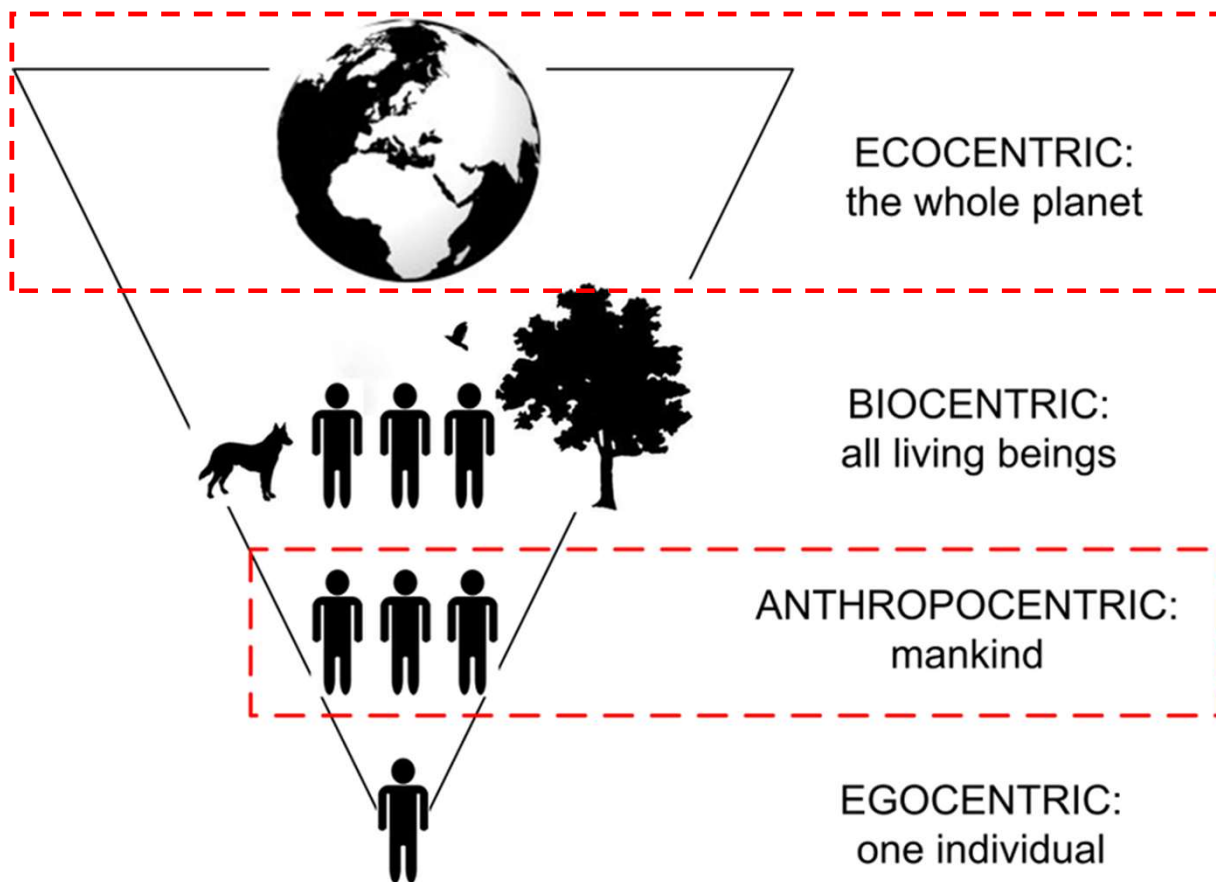 ECOCENTRIC:
the whole planet
BIOCENTRIC:
all living beings
ANTHROPOCENTRIC:
mankind
EGOCENTRIC:
one individual